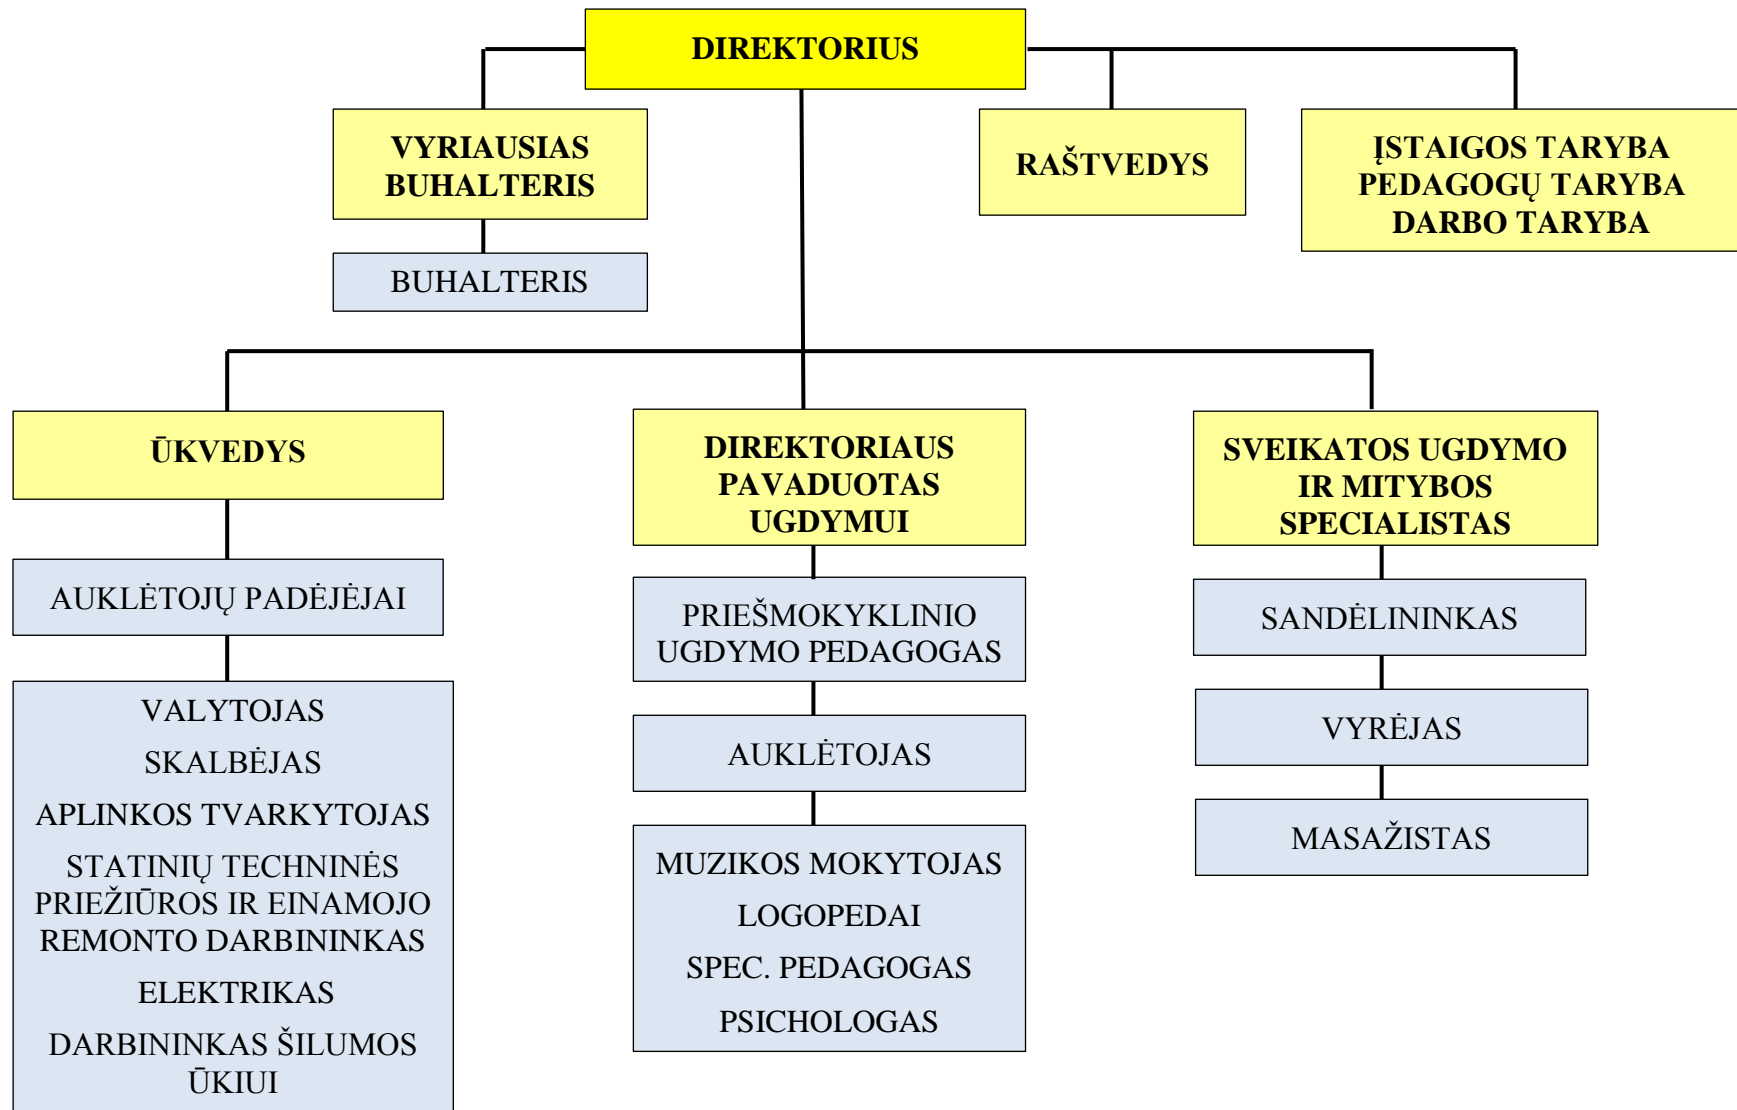 DIREKTORIUS
VYRIAUSIAS
BUHALTERIS
RAŠTVEDYS
ĮSTAIGOS TARYBA
PEDAGOGŲ TARYBA
DARBO TARYBA
BUHALTERIS
ŪKVEDYS
DIREKTORIAUS
PAVADUOTAS
UGDYMUI
SVEIKATOS UGDYMO
IR MITYBOS
SPECIALISTAS
AUKLĖTOJŲ PADĖJĖJAI
VALYTOJAS
SKALBĖJAS
APLINKOS TVARKYTOJAS
STATINIŲ TECHNINĖS
PRIEŽIŪROS IR EINAMOJO
REMONTO DARBININKAS
ELEKTRIKAS
DARBININKAS ŠILUMOS
ŪKIUI
PRIEŠMOKYKLINIO
UGDYMO PEDAGOGAS
AUKLĖTOJAS
MUZIKOS MOKYTOJAS
LOGOPEDAI
SPEC. PEDAGOGAS
PSICHOLOGAS
SANDĖLININKAS
VYRĖJAS
MASAŽISTAS